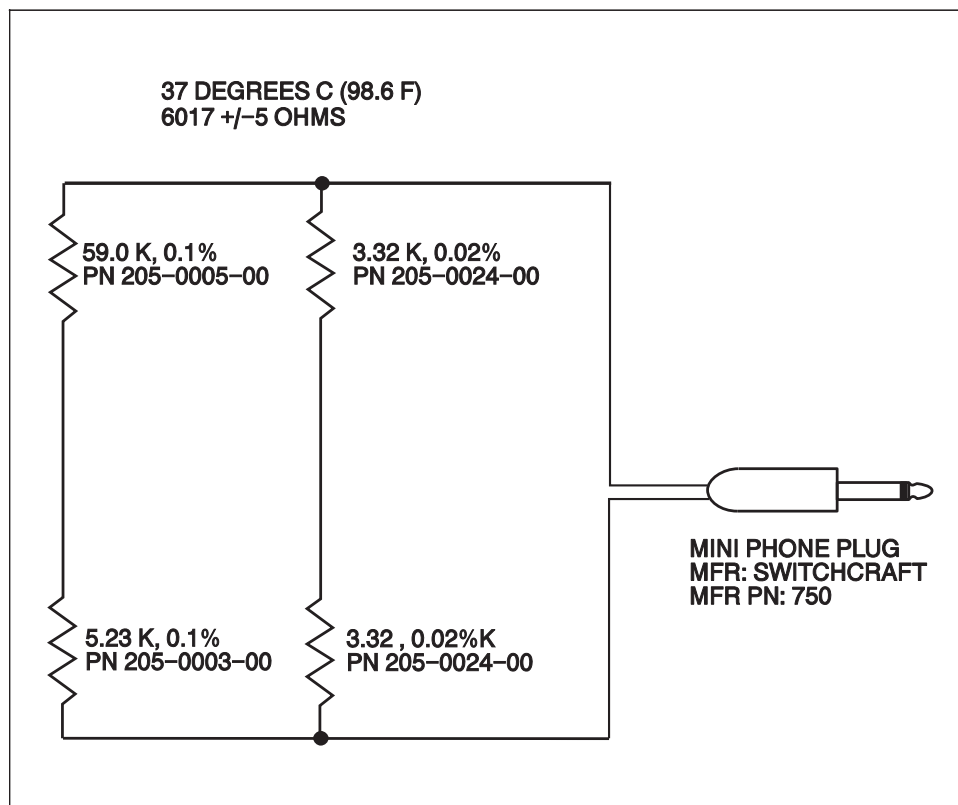 37 DEGREES C (98.6 F)
6017 +/−5 OHMS
59.0 K, 0.1%
PN 205−0005−00
3.32 K, 0.02%
PN 205−0024−00
5.23 K, 0.1%
PN 205−0003−00
3.32 , 0.02%K
PN 205−0024−00
MINI PHONE PLUG
MFR: SWITCHCRAFT
MFR PN: 750